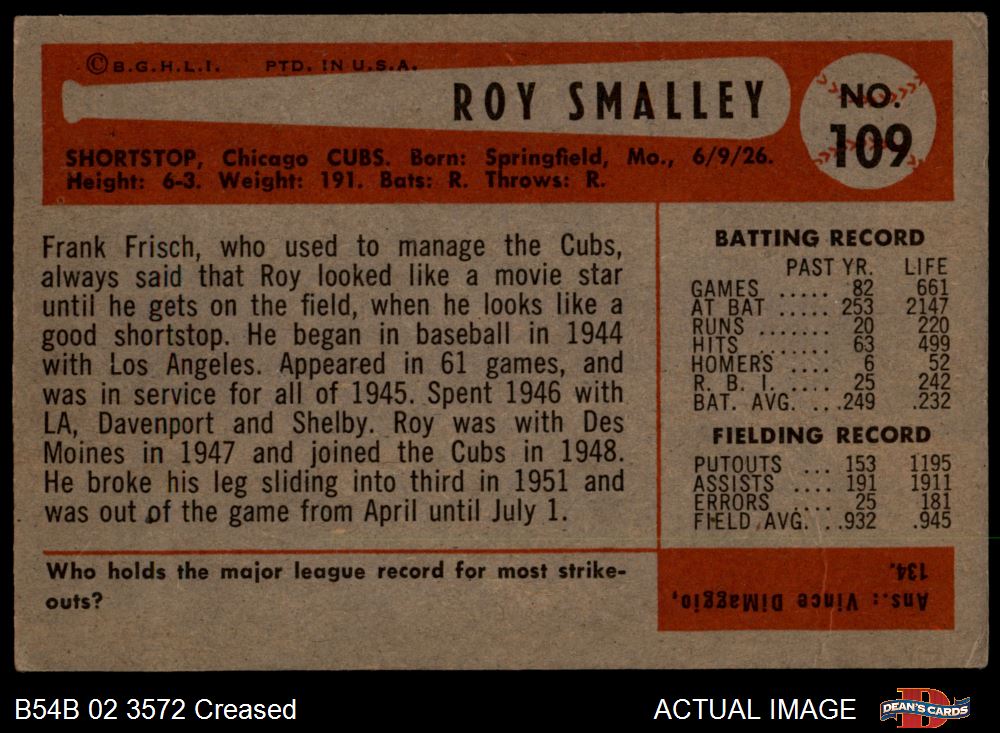 ©B.G.H.L.I. PTD. IN U.S.A.
ROY SMALLEY
NO.
109
SHORTSTOP, Chicago CUBS. Born: Springfield, Mo., 6/9/26.
Height: 6-3. Weight: 191. Bats: R. Throws: R.
Frank Frisch, who used to manage the Cubs,
always said that Roy looked like a movie star
until he gets on the field, when he looks like a
good shortstop. He began in baseball in 1944
with Los Angeles. Appeared in 61 games, and
was in service for all of 1945. Spent 1946 with
LA, Davenport and Shelby. Roy was with Des
Moines in 1947 and joined the Cubs in 1948.
He broke his leg sliding into third in 1951 and
was out of the game from April until July 1.
BATTING RECORD
PAST YR. LIFE
GAMES ..... 82 661
AT BAT ..... 253 2147
RUNS ....... 20 220
HITS ....... 63 499
HOMERS .... 6 52
R. B. I. .... 25 242
BAT. AVG. ...249 .232
FIELDING RECORD
PUTOUTS ... 153 1195
ASSISTS .... 191 1911
ERRORS .... 25 181
FIELD AVG. ..932 .945
Who holds the major league record for most strike-
outs?
Ans.: Vince DiMaggio,
134.
B54B 02 3572 Creased
ACTUAL IMAGE
D
DEAN'S CARDS